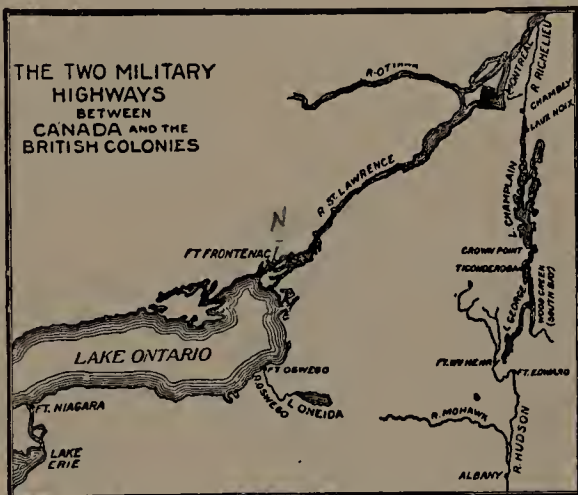 THE TWO MILITARY
HIGHWAYS
BETWEEN
CANADA AND THE
BRITISH COLONIES
R. OTTAWA
MONTREAL
R. RICHELIEU
CHAMBLY
I. AUX NOIX
R. ST. LAWRENCE
L. CHAMPLAIN
N
FT FRONTENAC
CROWN POINT
TICONDEROGA
WOOD CREEK
(SOUTH BAY)
L. GEORGE
LAKE ONTARIO
FT. WM HENRY
FT. EDWARD
FT OSWEGO
R. OSWEGO
L. ONEIDA
FT. NIAGARA
R. MOHAWK
R. HUDSON
LAKE
ERIE
ALBANY